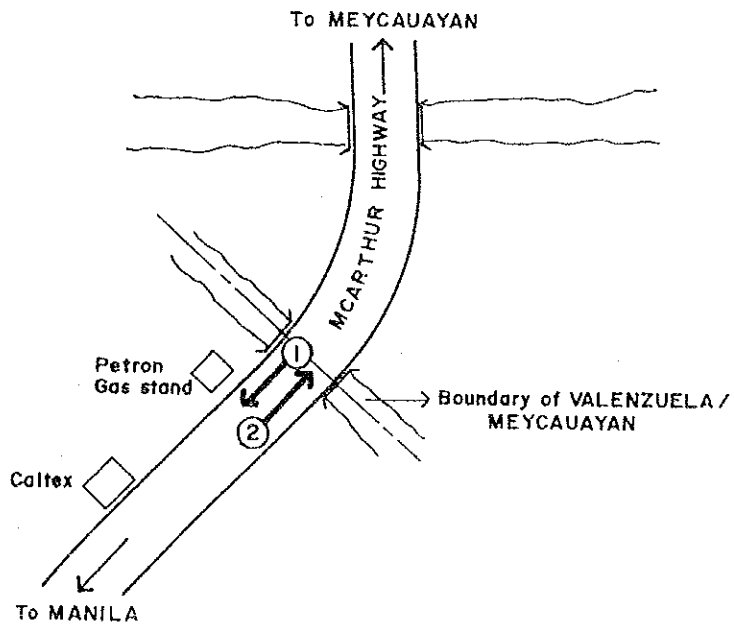 To MEYCAUAYAN
MCARTHUR HIGHWAY
1
Petron
Gas stand
Boundary of VALENZUELA/
MEYCAUAYAN
2
Caltex
To MANILA